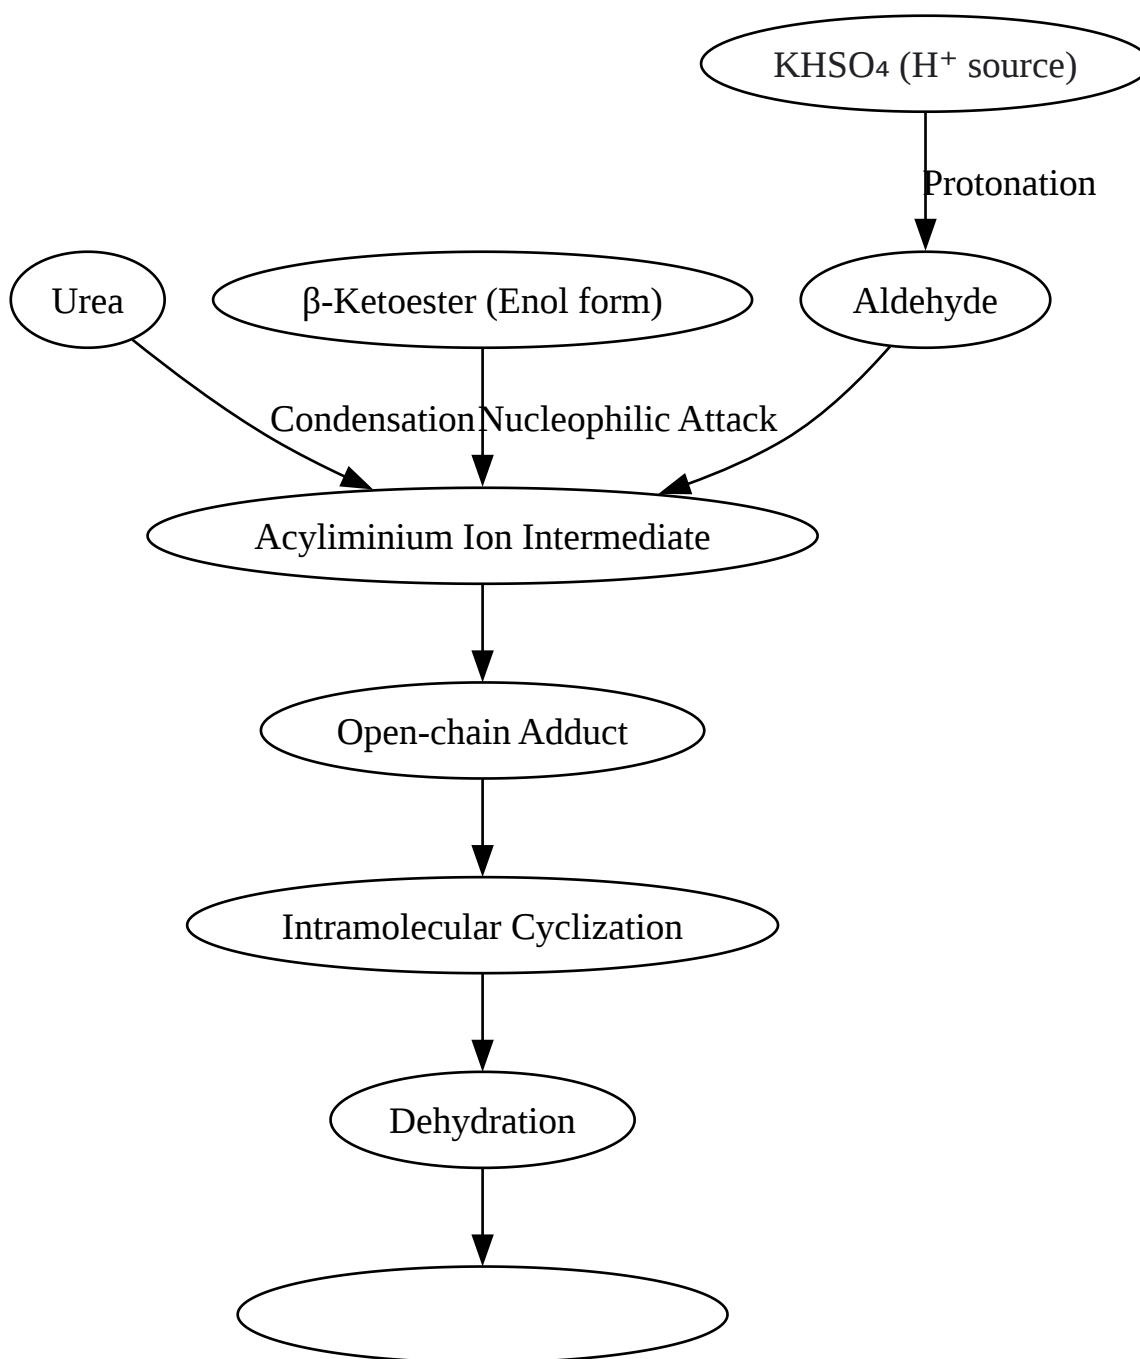 KHSO₄ (H⁺ source)
Protonation
Urea
β-Ketoester (Enol form)
Aldehyde
Condensation
Nucleophilic Attack
Acyliminium Ion Intermediate
Open-chain Adduct
Intramolecular Cyclization
Dehydration